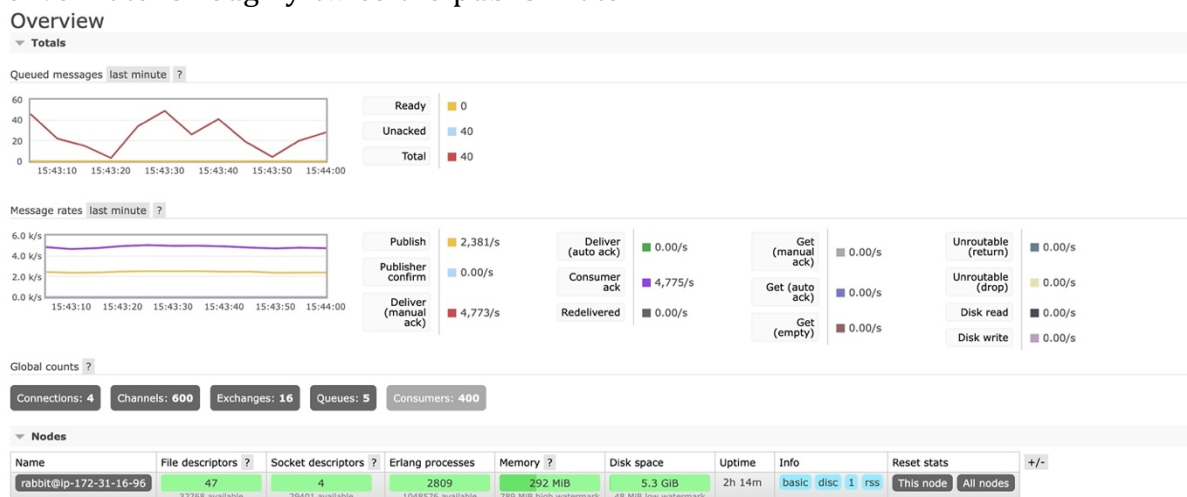 Overview
Totals
Queued messages last minute ?
60
40
20
0
15:43:10 15:43:20 15:43:30 15:43:40 15:43:50 15:44:00
Ready 0
Unacked 40
Total 40
Message rates last minute ?
6.0 k/s
4.0 k/s
2.0 k/s
0.0 k/s
15:43:10 15:43:20 15:43:30 15:43:40 15:43:50 15:44:00
Publish 2,381/s
Publisher
confirm 0.00/s
Deliver
(manual
ack) 4,773/s
Deliver
(auto ack) 0.00/s
Consumer
ack 4,775/s
Redelivered 0.00/s
Get
(manual
ack) 0.00/s
Get (auto
ack) 0.00/s
Get
(empty) 0.00/s
Unroutable
(return) 0.00/s
Unroutable
(drop) 0.00/s
Disk read 0.00/s
Disk write 0.00/s
Global counts ?
Connections: 4 Channels: 600 Exchanges: 16 Queues: 5 Consumers: 400
Nodes
Name File descriptors ? Socket descriptors ? Erlang processes Memory ? Disk space Uptime Info Reset stats +/-
rabbit@ip-172-31-16-96 47 4 2809 292 MiB 5.3 GiB 2h 14m basic disc 1 rss This node All nodes
32768 available 29401 available 1048576 available 789 MiB high watermark 48 MiB low watermark